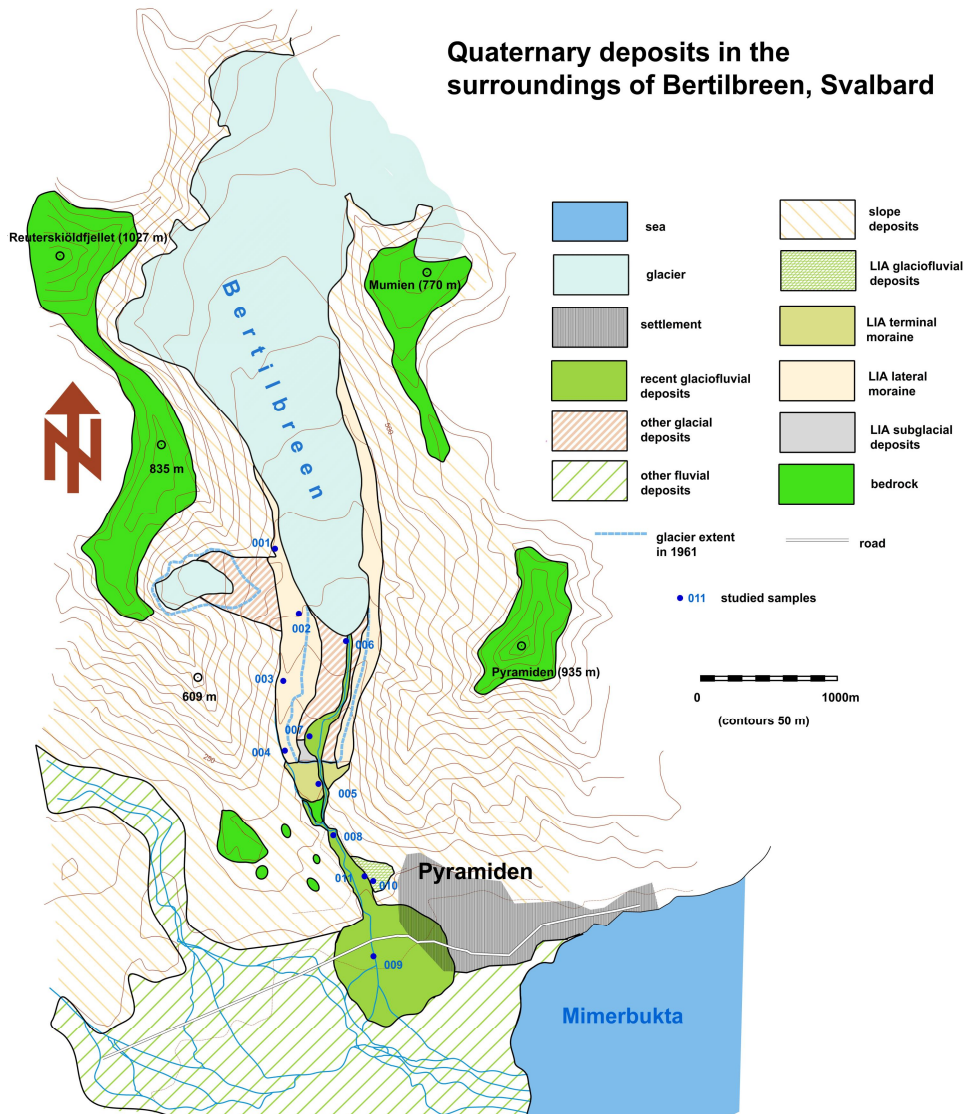 Quaternary deposits in the
surroundings of Bertilbreen, Svalbard
Reuterskiöldfjellet (1027 m)
Mumien (770 m)
Bertilbreen
N
835 m
500
001
002
006
003
609 m
Pyramiden (935 m)
007
004
250
005
008
011
010
Pyramiden
009
Mimerbukta
sea
glacier
settlement
recent glaciofluvial
deposits
other glacial
deposits
other fluvial
deposits
glacier extent
in 1961
slope
deposits
LIA glaciofluvial
deposits
LIA terminal
moraine
LIA lateral
moraine
LIA subglacial
deposits
bedrock
road
011 studied samples
0 1000m
(contours 50 m)